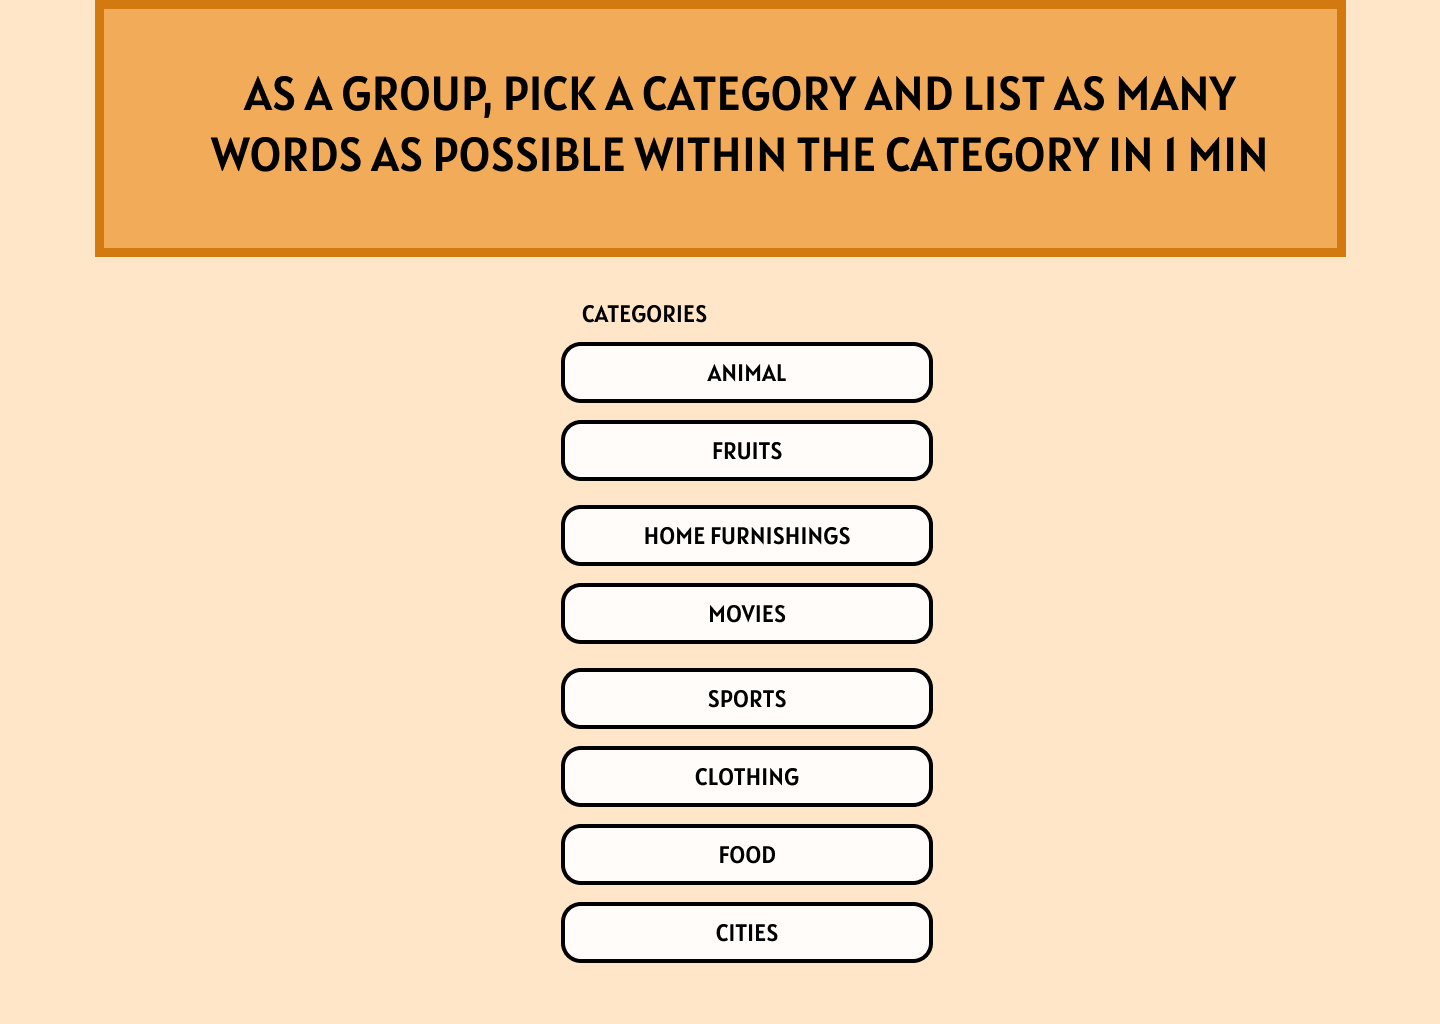 AS A GROUP, PICK A CATEGORY AND LIST AS MANY
WORDS AS POSSIBLE WITHIN THE CATEGORY IN 1 MIN
CATEGORIES
ANIMAL
FRUITS
HOME FURNISHINGS
MOVIES
SPORTS
CLOTHING
FOOD
CITIES